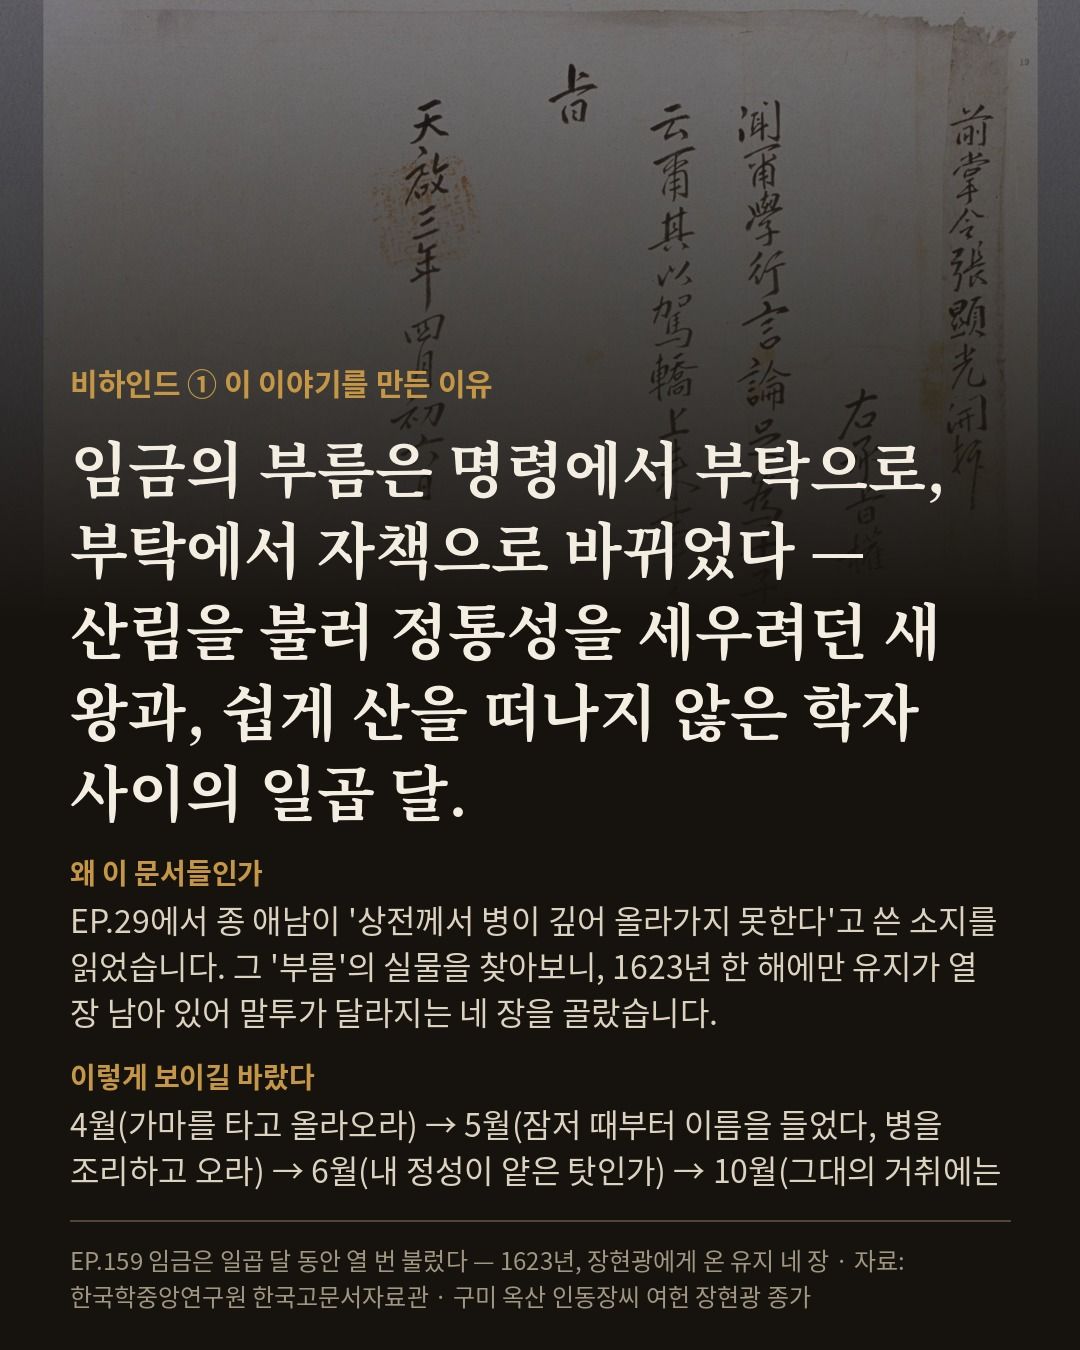 前掌令張顯光開拆
右承旨權
聞爾學行言論
云爾其以駕轎上來
旨
天啟三年四月初六日
비하인드 ① 이 이야기를 만든 이유
임금의 부름은 명령에서 부탁으로,
부탁에서 자책으로 바뀌었다 —
산림을 불러 정통성을 세우려던 새
왕과, 쉽게 산을 떠나지 않은 학자
사이의 일곱 달.
왜 이 문서들인가
EP.29에서 종 애남이 '상전께서 병이 깊어 올라가지 못한다'고 쓴 소지를
읽었습니다. 그 '부름'의 실물을 찾아보니, 1623년 한 해에만 유지가 열
장 남아 있어 말투가 달라지는 네 장을 골랐습니다.
이렇게 보이길 바랐다
4월(가마를 타고 올라오라) → 5월(잠저 때부터 이름을 들었다, 병을
조리하고 오라) → 6월(내 정성이 얕은 탓인가) → 10월(그대의 거취에는
EP.159 임금은 일곱 달 동안 열 번 불렀다 — 1623년, 장현광에게 온 유지 네 장 · 자료:
한국학중앙연구원 한국고문서자료관 · 구미 옥산 인동장씨 여헌 장현광 종가